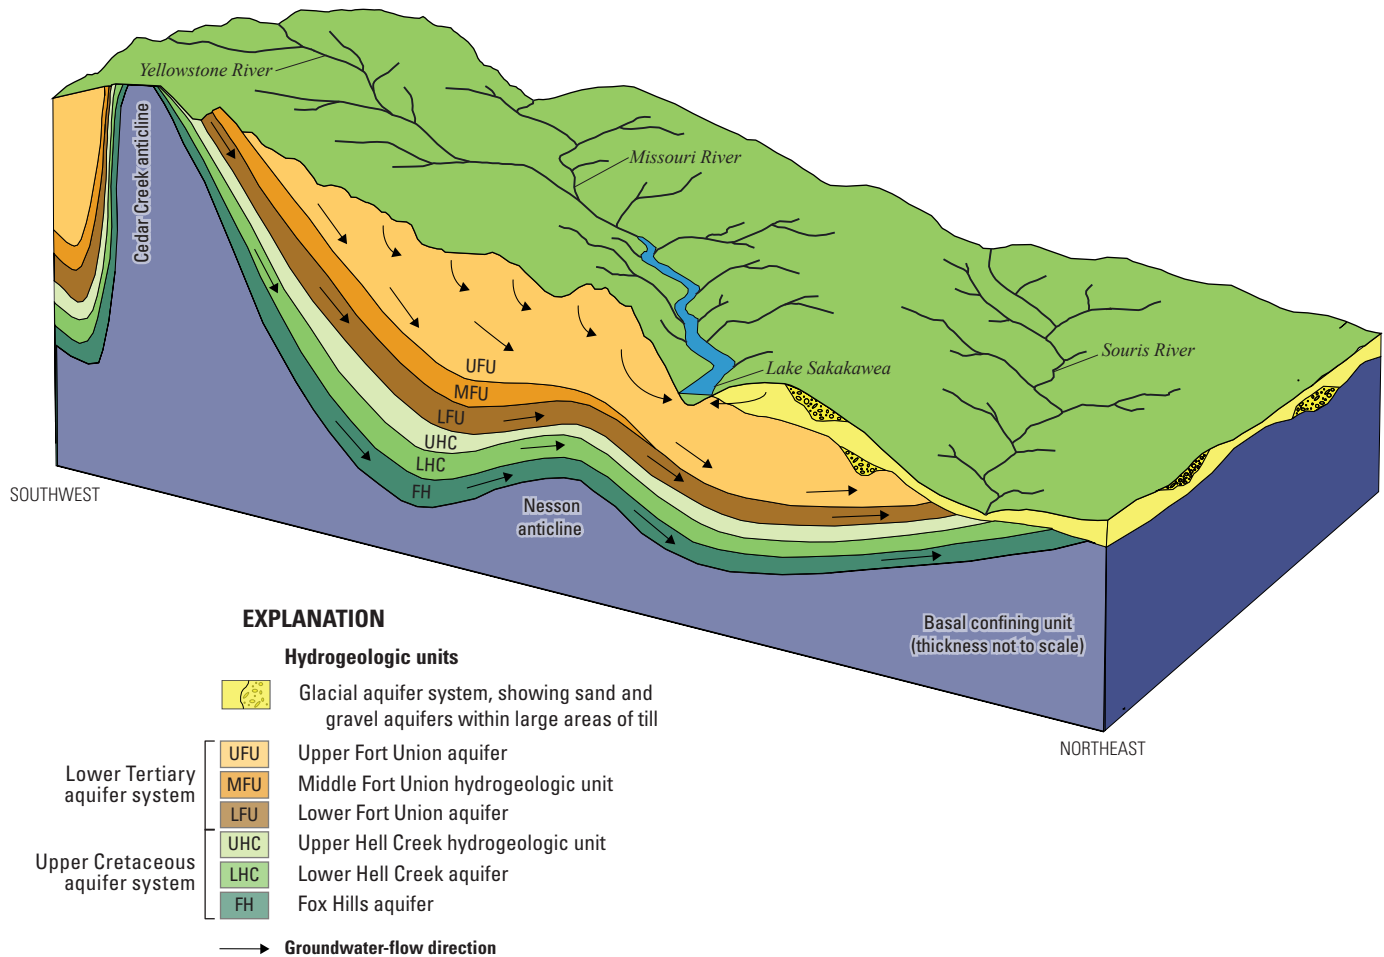 Yellowstone River
Cedar Creek anticline
Missouri River
Souris River
Lake Sakakawea
UFU
MFU
LFU
UHC
LHC
FH
SOUTHWEST
Nesson
anticline
Basal confining unit
(thickness not to scale)
NORTHEAST
EXPLANATION
Hydrogeologic units
Glacial aquifer system, showing sand and
gravel aquifers within large areas of till
Lower Tertiary
aquifer system
UFU Upper Fort Union aquifer
MFU Middle Fort Union hydrogeologic unit
LFU Lower Fort Union aquifer
Upper Cretaceous
aquifer system
UHC Upper Hell Creek hydrogeologic unit
LHC Lower Hell Creek aquifer
FH Fox Hills aquifer
Groundwater-flow direction